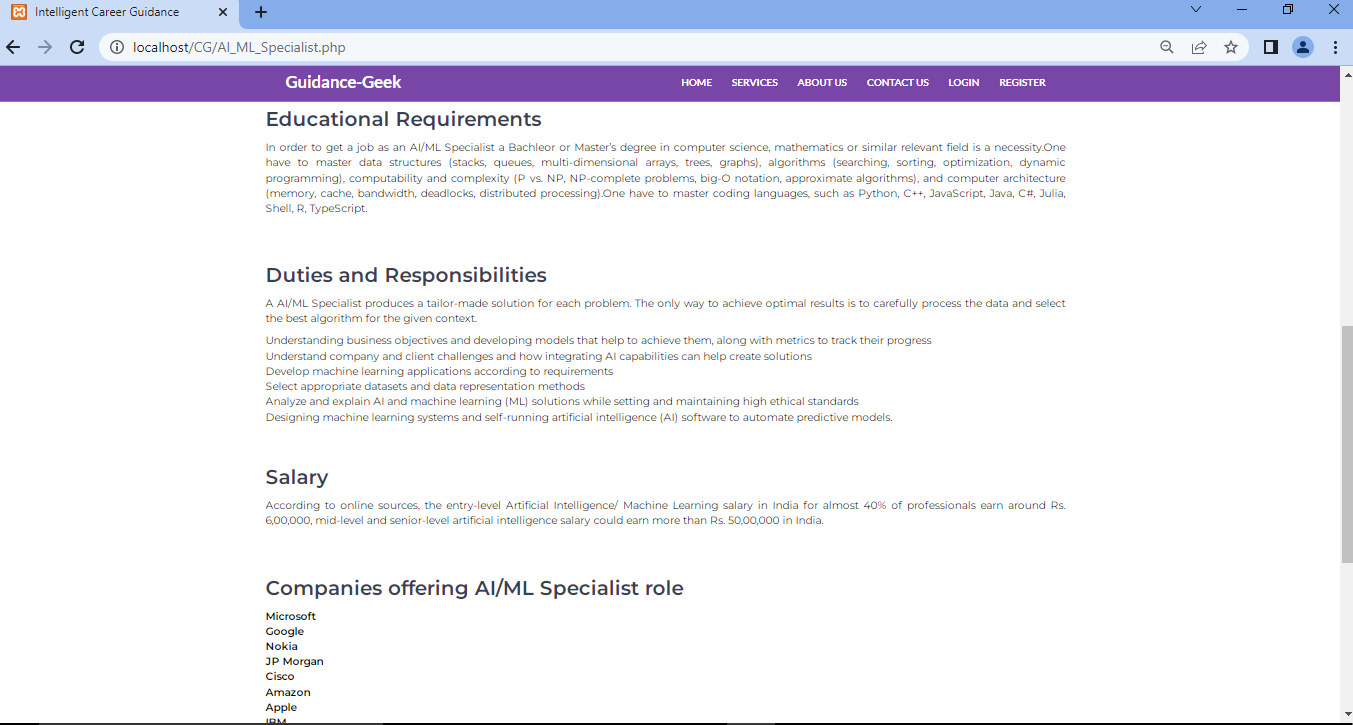 Intelligent Career Guidance
localhost/CG/AI_ML_Specialist.php
Guidance-Geek HOME SERVICES ABOUT US CONTACT US LOGIN REGISTER
Educational Requirements
In order to get a job as an AI/ML Specialist a Bachleor or Master's degree in computer science, mathematics or similar relevant field is a necessity.One
have to master data structures (stacks, queues, multi-dimensional arrays, trees, graphs), algorithms (searching, sorting, optimization, dynamic
programming), computability and complexity (P vs. NP, NP-complete problems, big-O notation, approximate algorithms), and computer architecture
(memory, cache, bandwidth, deadlocks, distributed processing).One have to master coding languages, such as Python, C++, JavaScript, Java, C#, Julia,
Shell, R, TypeScript.
Duties and Responsibilities
A AI/ML Specialist produces a tailor-made solution for each problem. The only way to achieve optimal results is to carefully process the data and select
the best algorithm for the given context.
Understanding business objectives and developing models that help to achieve them, along with metrics to track their progress
Understand company and client challenges and how integrating AI capabilities can help create solutions
Develop machine learning applications according to requirements
Select appropriate datasets and data representation methods
Analyze and explain AI and machine learning (ML) solutions while setting and maintaining high ethical standards
Designing machine learning systems and self-running artificial intelligence (AI) software to automate predictive models.
Salary
According to online sources, the entry-level Artificial Intelligence/ Machine Learning salary in India for almost 40% of professionals earn around Rs.
6,00,000, mid-level and senior-level artificial intelligence salary could earn more than Rs. 50,00,000 in India.
Companies offering AI/ML Specialist role
Microsoft
Google
Nokia
JP Morgan
Cisco
Amazon
Apple
IBM